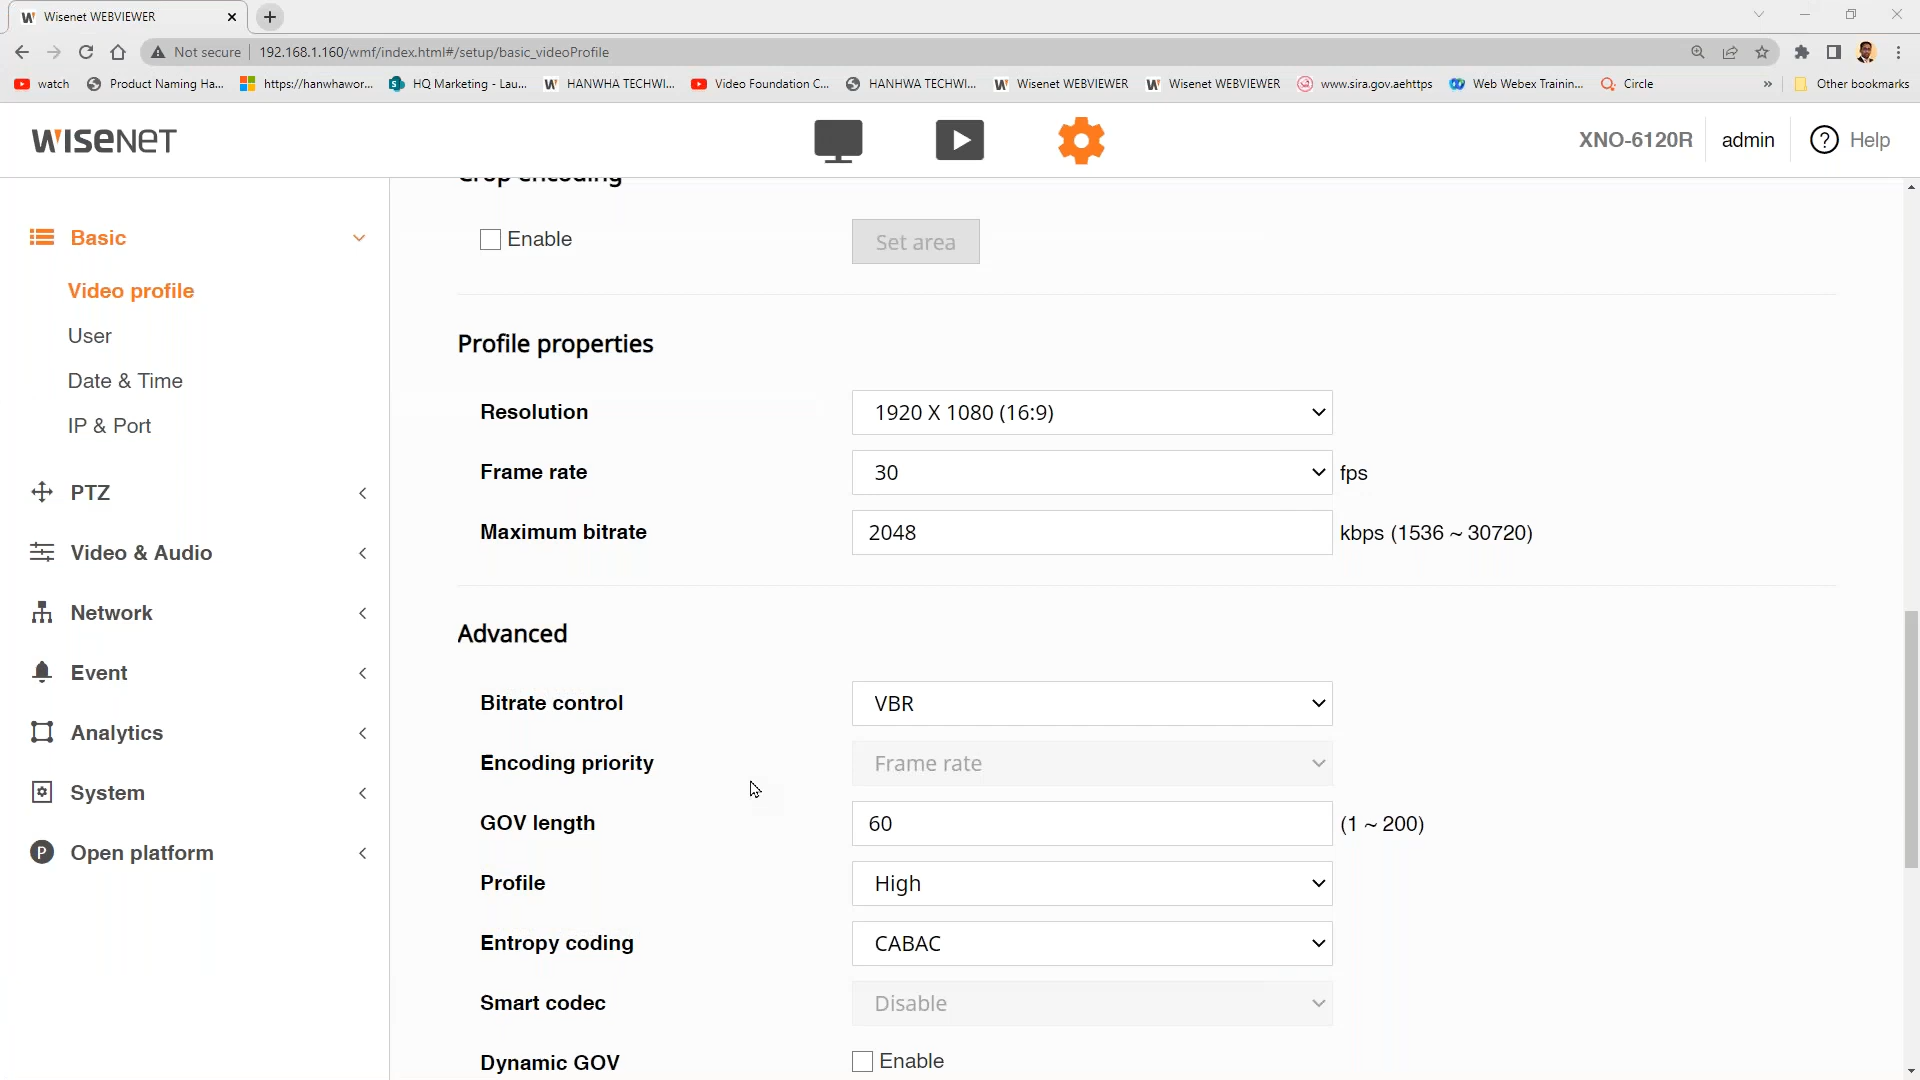 Wisenet WEBVIEWER
Not secure 192.168.1.160/wmf/index.html#/setup/basic_videoProfile
watch Product Naming Ha... https://hanwhawor... HQ Marketing - Lau... HANWHA TECHWI... Video Foundation C... HANHWA TECHWI... Wisenet WEBVIEWER Wisenet WEBVIEWER www.sira.gov.aehttps Web Webex Trainin... Circle » Other bookmarks
WISENET XNO-6120R admin ? Help
Crop encoding
Enable Set area
Basic
Video profile
User
Date & Time
IP & Port
PTZ
Video & Audio
Network
Event
Analytics
System
P Open platform
Profile properties
Resolution 1920 X 1080 (16:9)
Frame rate 30 fps
Maximum bitrate 2048 kbps (1536 ~ 30720)
Advanced
Bitrate control VBR
Encoding priority Frame rate
GOV length 60 (1 ~ 200)
Profile High
Entropy coding CABAC
Smart codec Disable
Dynamic GOV Enable